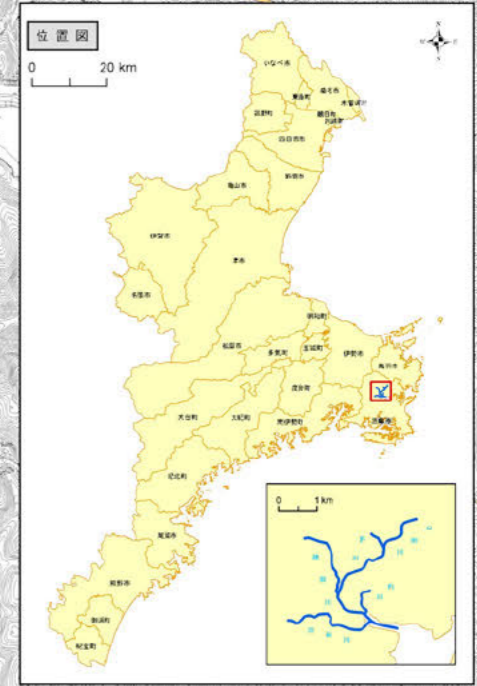 位置図
0 20 km
N
W E
S
いなべ市
桑名市
東員町
木曽岬町
朝日町
川越町
菰野町
四日市市
鈴鹿市
亀山市
伊賀市
津市
名張市
明和町
松阪市
玉城町
伊勢市
多気町
鳥羽市
度会町
大台町
大紀町
南伊勢町
志摩市
紀北町
尾鷲市
熊野市
御浜町
紀宝町
0 1 km